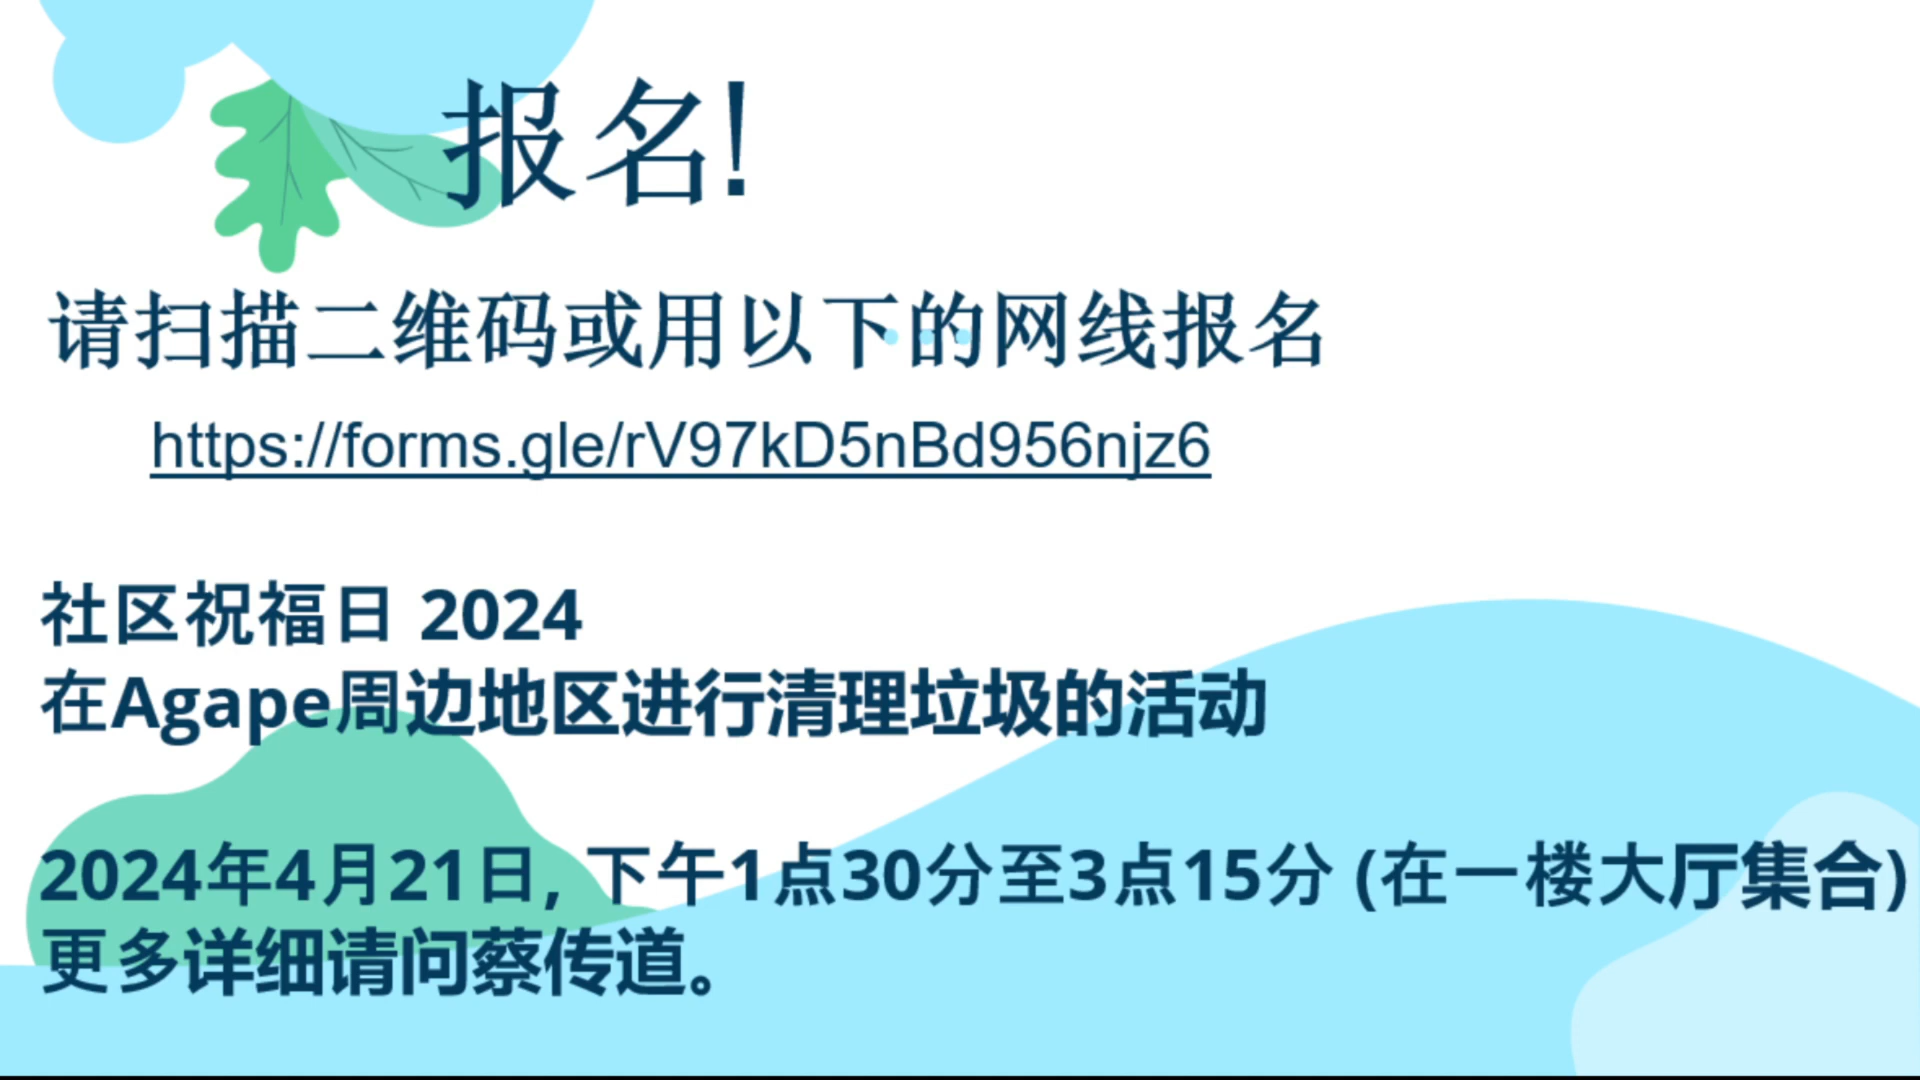 报名!
请扫描二维码或用以下的网线报名
https://forms.gle/rV97kD5nBd956njz6
社区祝福日 2024
在Agape周边地区进行清理垃圾的活动
2024年4月21日, 下午1点30分至3点15分 (在一楼大厅集合)
更多详细请问蔡传道。